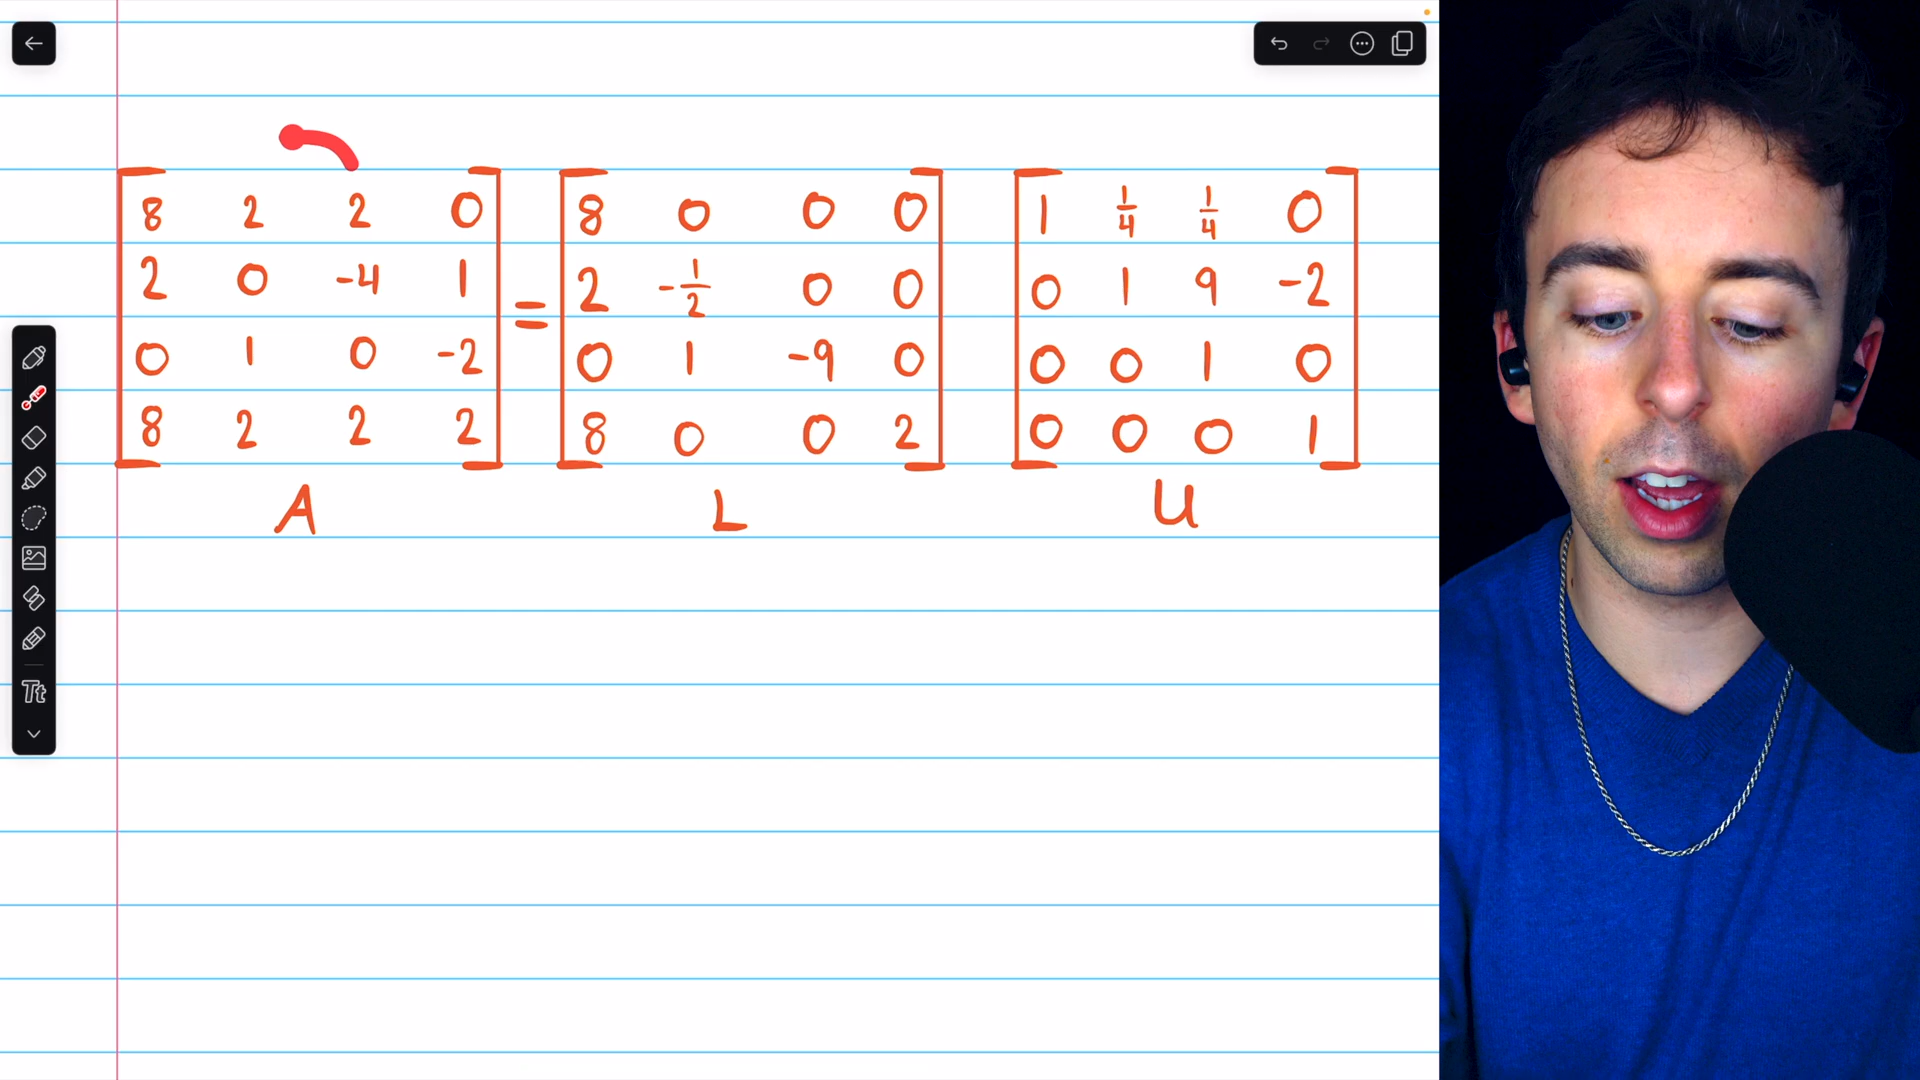 8 2 2 0 8 0 0 0 1 1/4 1/4 0
2 0 -4 1 = 2 -1/2 0 0 0 1 9 -2
0 1 0 -2 0 1 -9 0 0 0 1 0
8 2 2 2 8 0 0 2 0 0 0 1
A L U
Tt